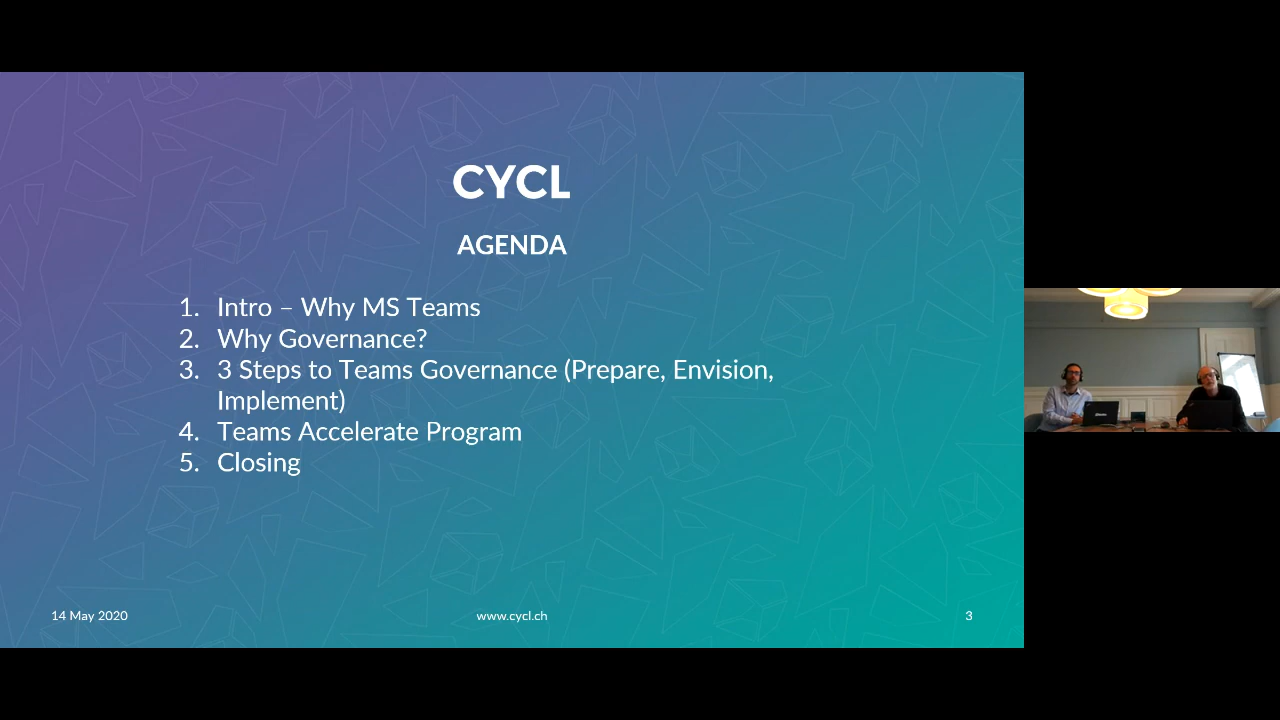 CYCL
AGENDA
1. Intro – Why MS Teams
2. Why Governance?
3. 3 Steps to Teams Governance (Prepare, Envision,
Implement)
4. Teams Accelerate Program
5. Closing
14 May 2020
www.cycl.ch
3